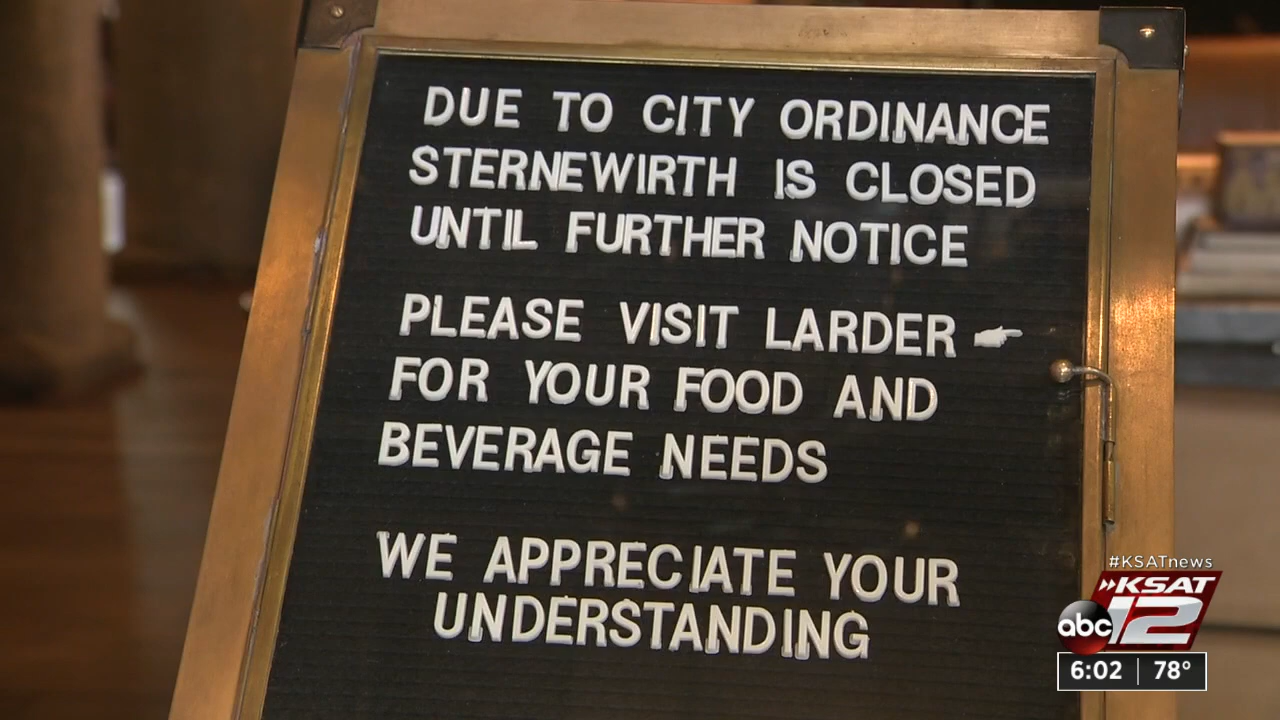 DUE TO CITY ORDINANCE
STERNEWIRTH IS CLOSED
UNTIL FURTHER NOTICE
PLEASE VISIT LARDER
FOR YOUR FOOD AND
BEVERAGE NEEDS
WE APPRECIATE YOUR
UNDERSTANDING
#KSATnews
KSAT
abc 12
6:02 78°